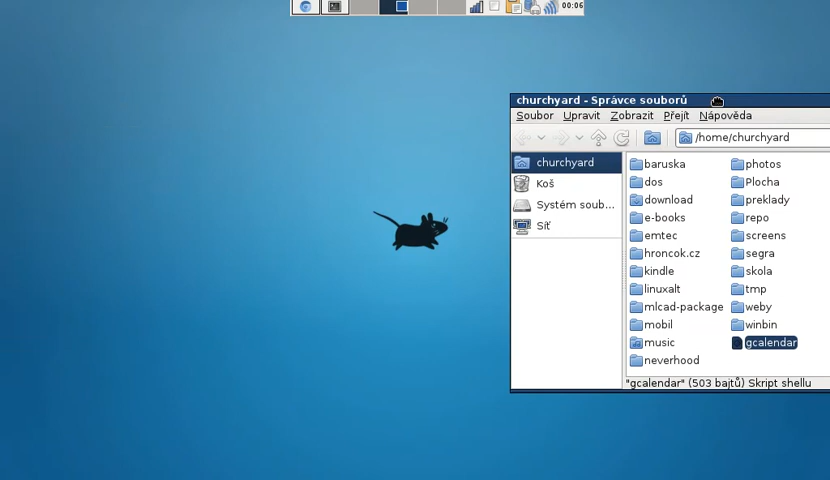 00:06
churchyard - Správce souborů
Soubor Upravit Zobrazit Přejít Nápověda
/home/churchyard
churchyard
Koš
Systém soub...
Síť
baruska
dos
download
e-books
emtec
hroncok.cz
kindle
linuxalt
mlcad-package
mobil
music
neverhood
photos
Plocha
preklady
repo
screens
segra
skola
tmp
weby
winbin
gcalendar
"gcalendar" (503 bajtů) Skript shellu